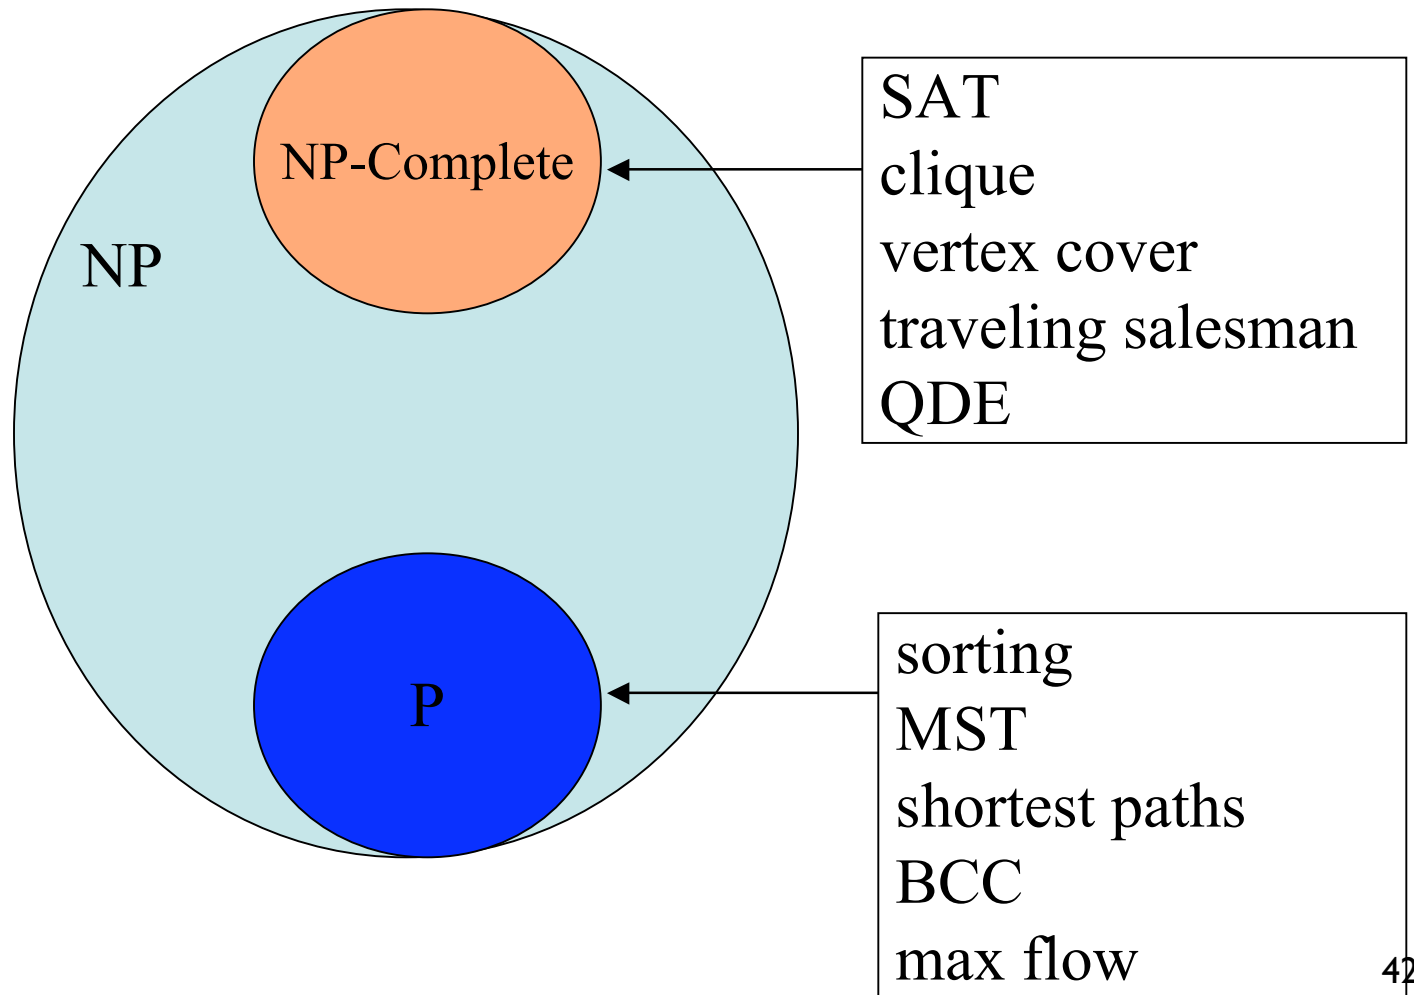 NP-Complete
NP
P
SAT
clique
vertex cover
traveling salesman
QDE
sorting
MST
shortest paths
BCC
max flow
42